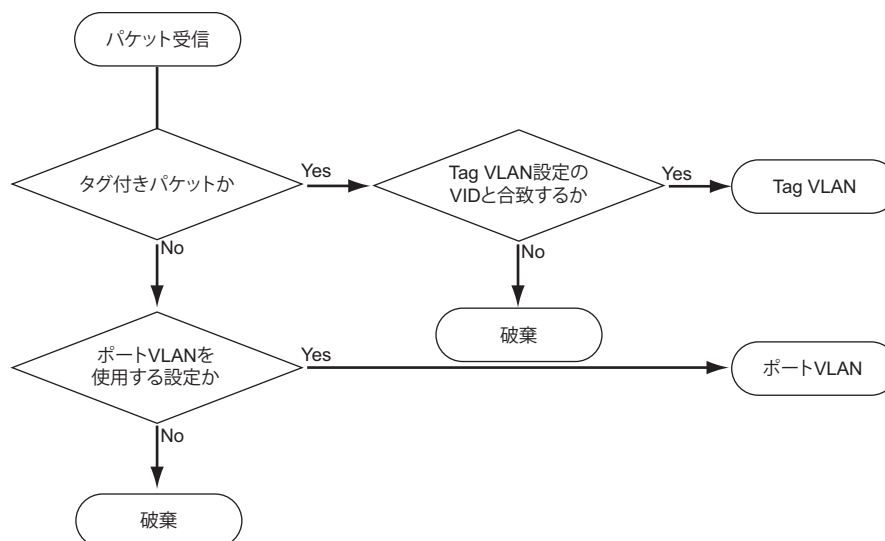 パケット受信
タグ付きパケットか
Yes
Tag VLAN設定の
VIDと合致するか
Yes
Tag VLAN
No
No
破棄
ポートVLANを
使用する設定か
Yes
ポートVLAN
No
破棄